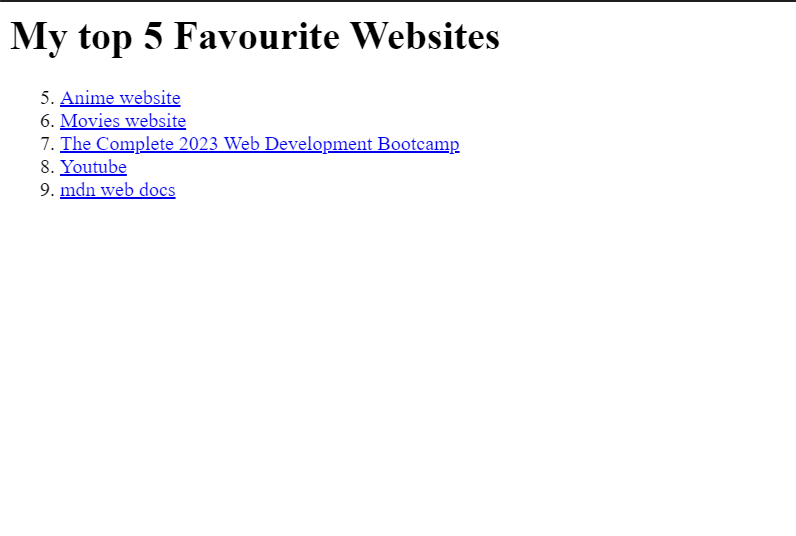 My top 5 Favourite Websites
5. Anime website
6. Movies website
7. The Complete 2023 Web Development Bootcamp
8. Youtube
9. mdn web docs